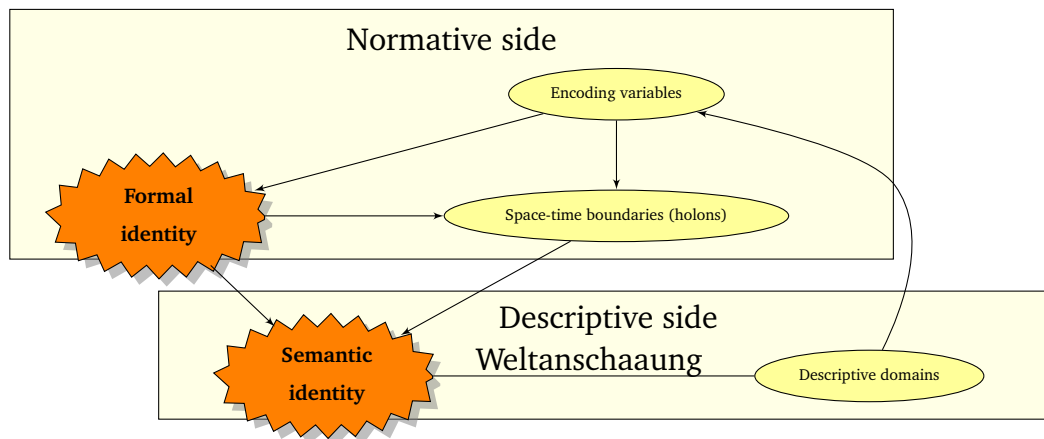 Normative side
Encoding variables
Formal
identity
Space-time boundaries (holons)
Descriptive side
Weltanschaaung
Semantic
identity
Descriptive domains